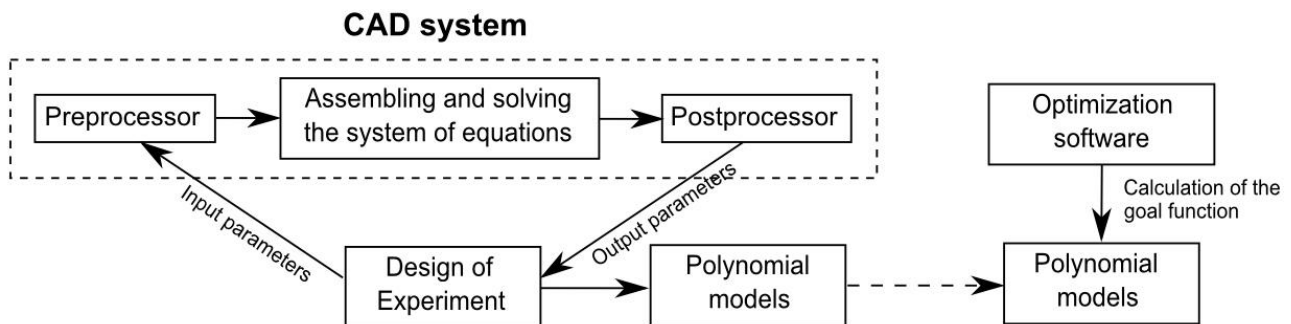 CAD system
Preprocessor
Assembling and solving
the system of equations
Postprocessor
Optimization
software
Input parameters
Output parameters
Calculation of the
goal function
Design of
Experiment
Polynomial
models
Polynomial
models